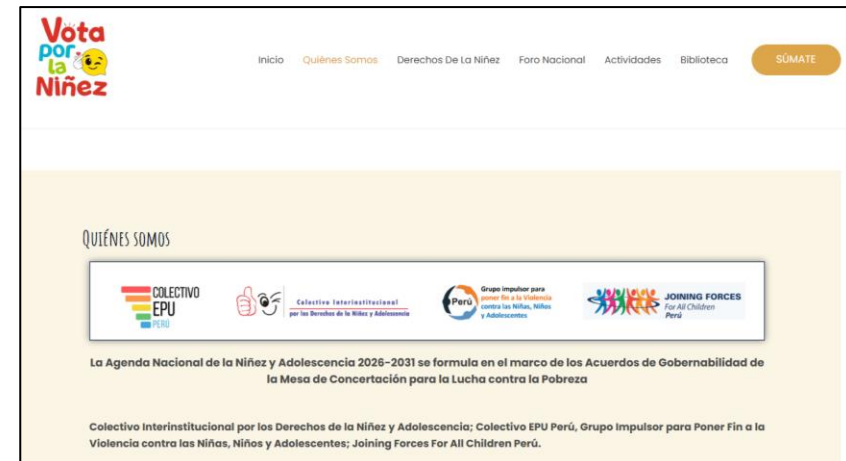 Vota
por
la
Niñez
Inicio Quiénes Somos Derechos De La Niñez Foro Nacional Actividades Biblioteca SÚMATE
Quiénes somos
COLECTIVO
EPU
PERÚ
Colectivo Interinstitucional
por los Derechos de la Niñez y Adolescencia
Perú
Grupo impulsor para
poner fin a la Violencia
contra las Niñas, Niños
y Adolescentes
JOINING FORCES
For All Children
Perú
La Agenda Nacional de la Niñez y Adolescencia 2026-2031 se formula en el marco de los Acuerdos de Gobernabilidad de
la Mesa de Concertación para la Lucha contra la Pobreza
Colectivo Interinstitucional por los Derechos de la Niñez y Adolescencia; Colectivo EPU Perú, Grupo Impulsor para Poner Fin a la
Violencia contra las Niñas, Niños y Adolescentes; Joining Forces For All Children Perú.